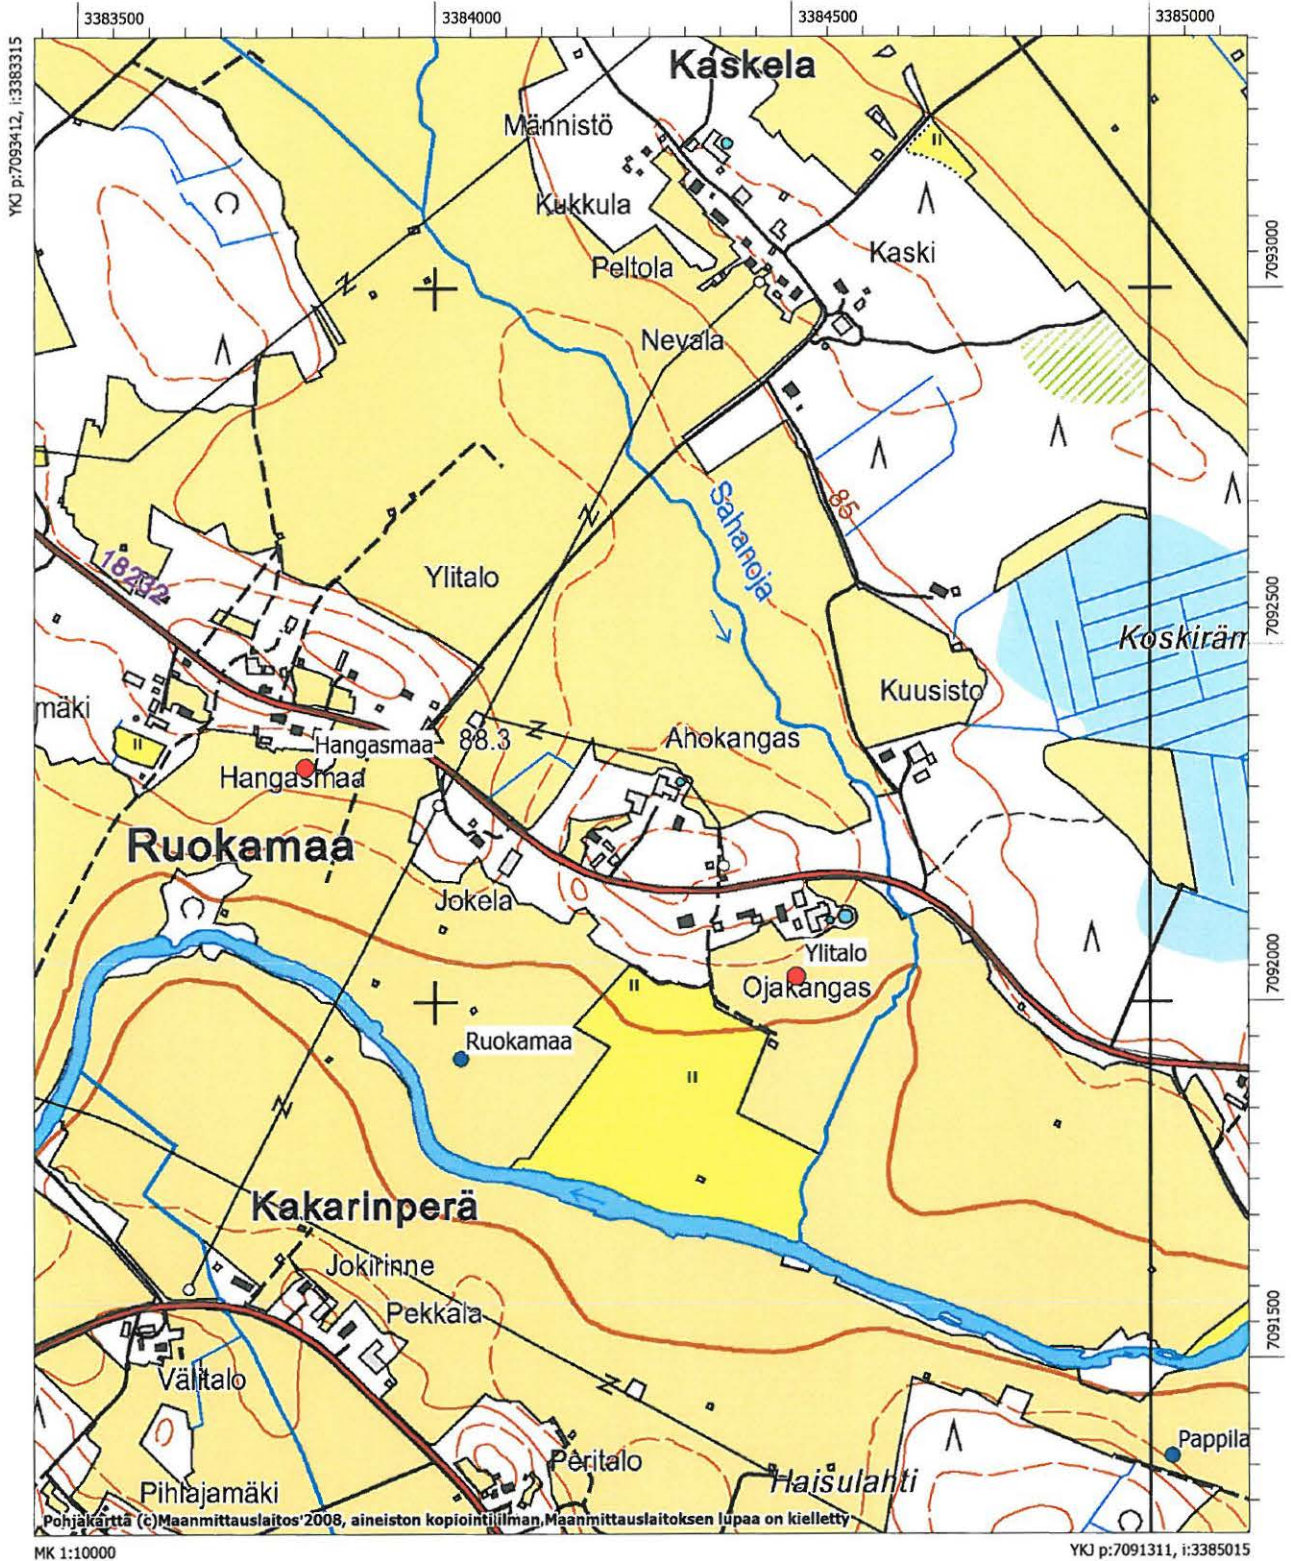 3383500
3384000
3384500
3385000
YKJ p:7093412, i:3383315
Kaskela
Männistö
Kukkula
Kaski
Peltola
7093000
Nevala
85
Sahanoja
18292
Ylitalo
7092500
Koskiräm
mäki
Kuusisto
Hangasmaa
88.3
Ahokangas
Hangasmaa
Ruokamaa
Jokela
Ylitalo
Ojakangas
7092000
Ruokamaa
Kakarinperä
Jokirinne
Pekkala
7091500
Välitalo
Pappila
Peritalo
Haisulahti
Pihlajamäki
Pohjakartta (c)Maanmittauslaitos'2008, aineiston kopiointi ilman Maanmittauslaitoksen lupaa on kielletty
MK 1:10000
YKJ p:7091311, i:3385015